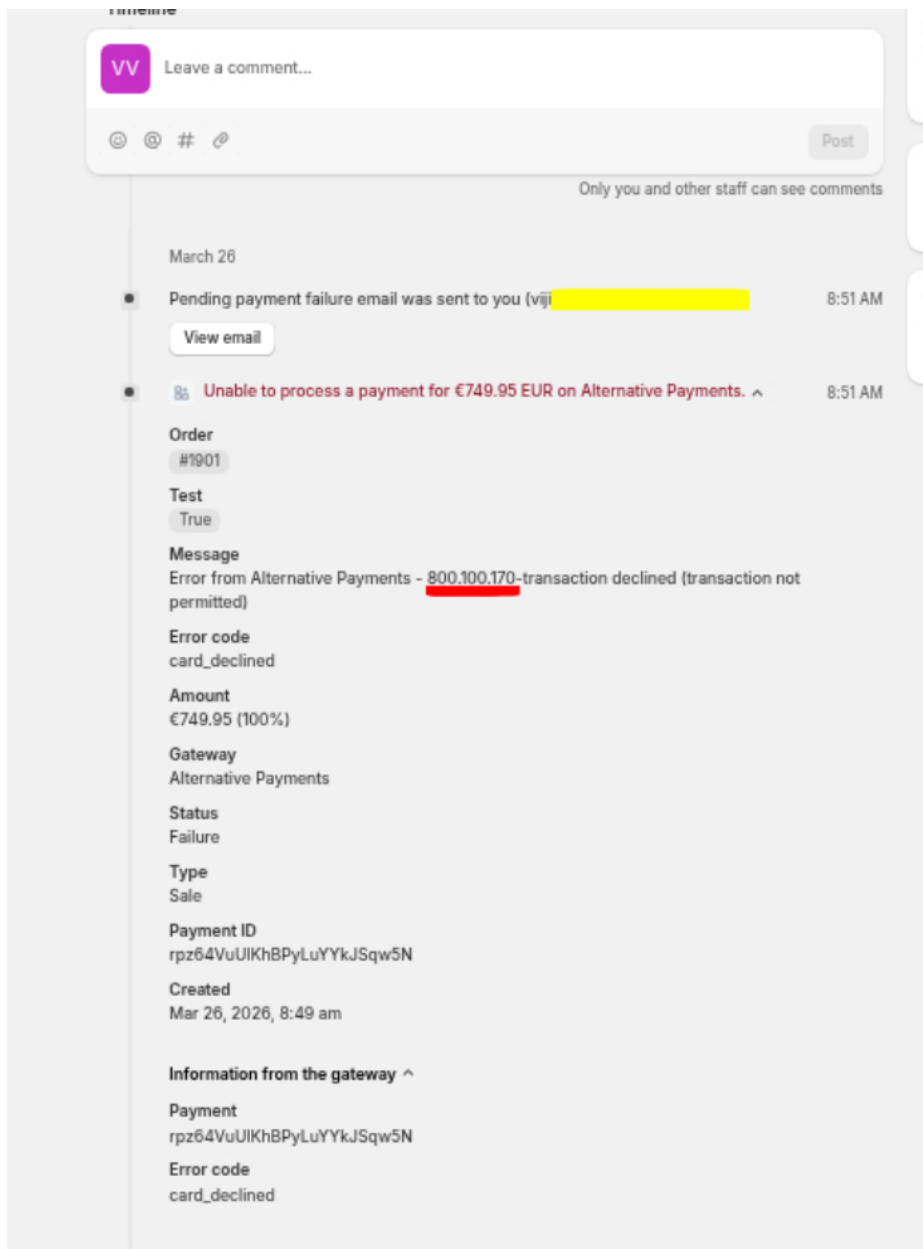 Timeline
VV
Leave a comment...
@ #
Post
Only you and other staff can see comments
March 26
Pending payment failure email was sent to you (viji
8:51 AM
View email
Unable to process a payment for €749.95 EUR on Alternative Payments.
8:51 AM
Order
#1901
Test
True
Message
Error from Alternative Payments - 800.100.170-transaction declined (transaction not
permitted)
Error code
card_declined
Amount
€749.95 (100%)
Gateway
Alternative Payments
Status
Failure
Type
Sale
Payment ID
rpz64VuUlKhBPyLuYYkJSqw5N
Created
Mar 26, 2026, 8:49 am
Information from the gateway
Payment
rpz64VuUlKhBPyLuYYkJSqw5N
Error code
card_declined